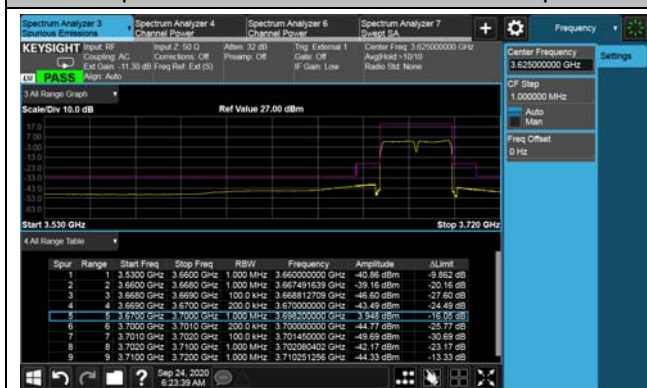 Spectrum Analyzer 3
Spurious Emissions
Spectrum Analyzer 4
Channel Power
Spectrum Analyzer 6
Channel Power
Spectrum Analyzer 7
Swept SA
+
Frequency
KEYSIGHT Input: RF
Coupling: AC
Ext Gain: -11.30 dB
Align: Auto
Input Z: 50 Ω
Corrections: Off
Freq Ref: Ext (S)
Atten: 32 dB
Preamp: Off
Trig: External 1
Gate: Off
IF Gain: Low
Center Freq: 3.625000000 GHz
Avg|Hold:>10/10
Radio Std: None
LXI PASS
Center Frequency
3.625000000 GHz
Settings
CF Step
1.000000 MHz
Auto
Man
Freq Offset
0 Hz
3 All Range Graph
Scale/Div 10.0 dB
Ref Value 27.00 dBm
17.0
7.00
-3.00
-13.0
-23.0
-33.0
-43.0
-53.0
-63.0
Start 3.530 GHz
Stop 3.720 GHz
4 All Range Table
Spur Range Start Freq Stop Freq RBW Frequency Amplitude ΔLimit
1 1 3.5300 GHz 3.6600 GHz 1.000 MHz 3.660000000 GHz -40.86 dBm -9.862 dB
2 2 3.6600 GHz 3.6680 GHz 1.000 MHz 3.667491639 GHz -39.16 dBm -20.16 dB
3 3 3.6680 GHz 3.6690 GHz 100.0 kHz 3.668812709 GHz -46.60 dBm -27.60 dB
4 4 3.6690 GHz 3.6700 GHz 200.0 kHz 3.670000000 GHz -43.49 dBm -24.49 dB
5 5 3.6700 GHz 3.7000 GHz 1.000 MHz 3.698200000 GHz 3.948 dBm -16.05 dB
6 6 3.7000 GHz 3.7010 GHz 200.0 kHz 3.700000000 GHz -44.77 dBm -25.77 dB
7 7 3.7010 GHz 3.7020 GHz 100.0 kHz 3.701450000 GHz -49.69 dBm -30.69 dB
8 8 3.7020 GHz 3.7100 GHz 1.000 MHz 3.702080402 GHz -42.17 dBm -23.17 dB
9 9 3.7100 GHz 3.7200 GHz 1.000 MHz 3.710251256 GHz -44.33 dBm -13.33 dB
?
Sep 24, 2020
6:23:39 AM